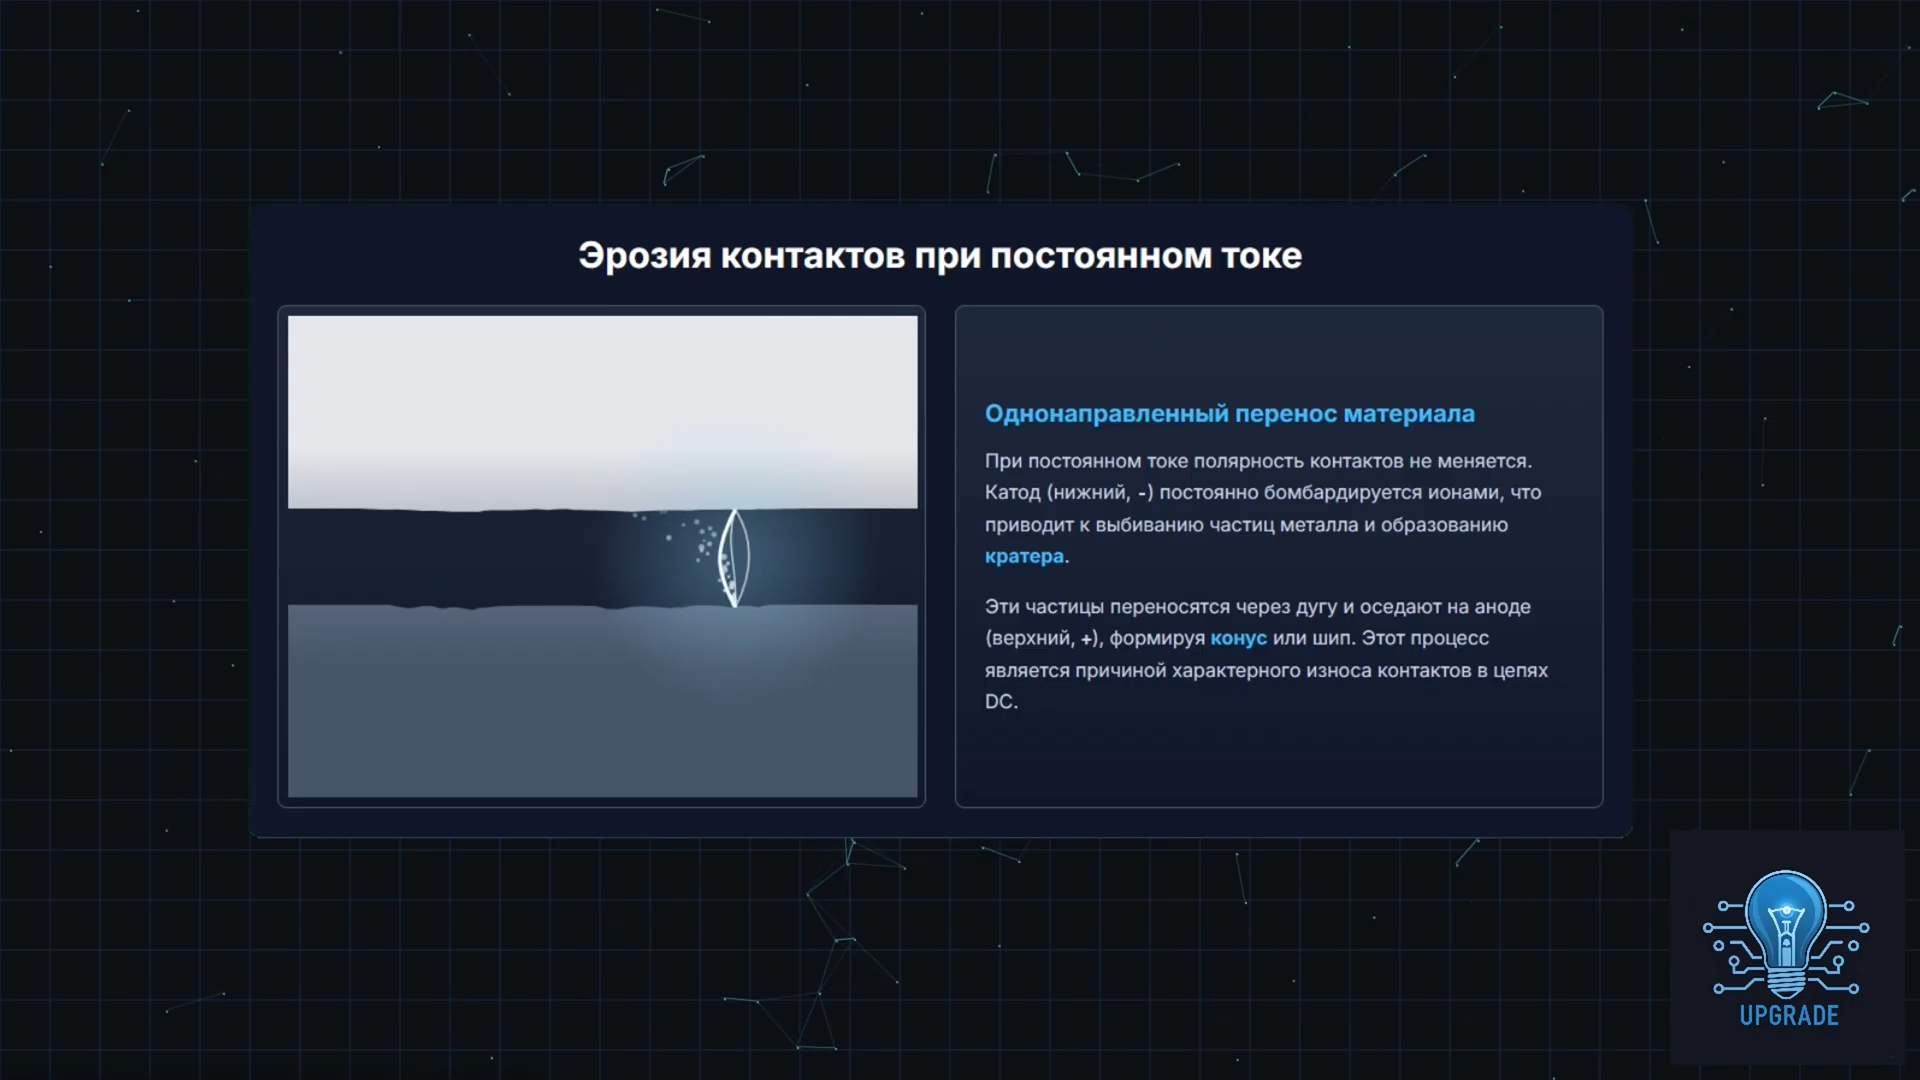 Эрозия контактов при постоянном токе
Однонаправленный перенос материала
При постоянном токе полярность контактов не меняется.
Катод (нижний, -) постоянно бомбардируется ионами, что
приводит к выбиванию частиц металла и образованию
кратера.
Эти частицы переносятся через дугу и оседают на аноде
(верхний, +), формируя конус или шип. Этот процесс
является причиной характерного износа контактов в цепях
DC.
UPGRADE